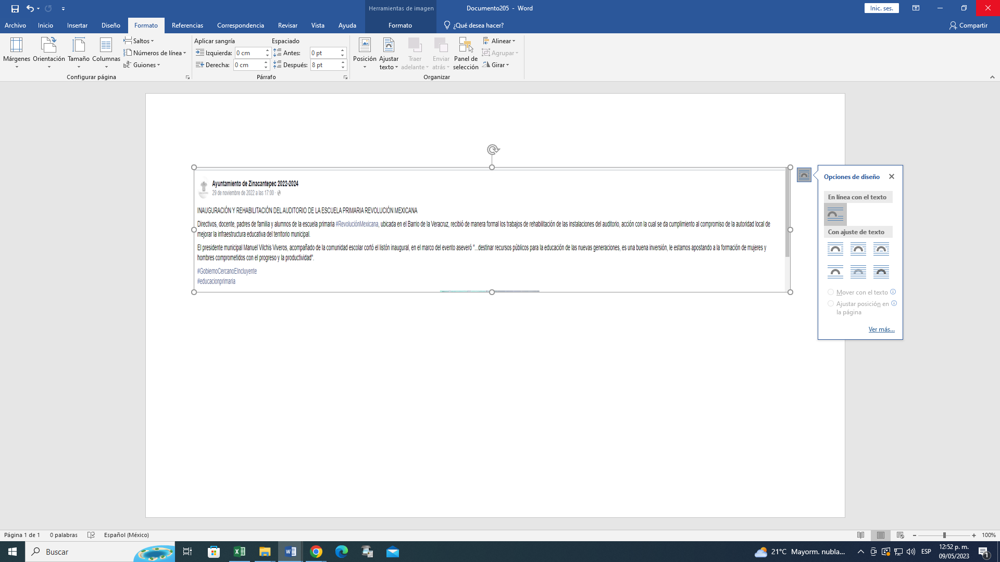 Herramientas de imagen
Documento205 - Word
Inic. ses.
Archivo Inicio Insertar Diseño Formato Referencias Correspondencia Revisar Vista Ayuda Formato ¿Qué desea hacer? Compartir
Márgenes
Orientación
Tamaño
Columnas
Saltos
Números de línea
Guiones
Configurar página
Aplicar sangría
Izquierda: 0 cm
Derecha: 0 cm
Espaciado
Antes: 0 pt
Después: 8 pt
Párrafo
Posición
Ajustar
texto
Traer
adelante
Enviar
atrás
Panel de
selección
Alinear
Agrupar
Girar
Organizar
Ayuntamiento de Zinacantepec 2022-2024
29 de noviembre de 2022 a las 17:00 ·
INAUGURACIÓN Y REHABILITACIÓN DEL AUDITORIO DE LA ESCUELA PRIMARIA REVOLUCIÓN MEXICANA
Directivos, docente, padres de familia y alumnos de la escuela primaria #RevoluciónMexicana, ubicada en el Barrio de la Veracruz, recibió de manera formal los trabajos de rehabilitación de las instalaciones del auditorio, acción con la cual se da cumplimiento al compromiso de la autoridad local de
mejorar la infraestructura educativa del territorio municipal.
El presidente municipal Manuel Vilchis Viveros, acompañado de la comunidad escolar cortó el listón inaugural, en el marco del evento aseveró "...destinar recursos públicos para la educación de las nuevas generaciones, es una buena inversión, le estamos apostando a la formación de mujeres y
hombres comprometidos con el progreso y la productividad".
#GobiernoCercanoEIncluyente
#educacionprimaria
Opciones de diseño
En línea con el texto
Con ajuste de texto
Mover con el texto
Ajustar posición en
la página
Ver más...
Página 1 de 1 0 palabras Español (México) 100%
Buscar
21°C Mayorm. nubla...
ESP
12:52 p. m.
09/05/2023
1